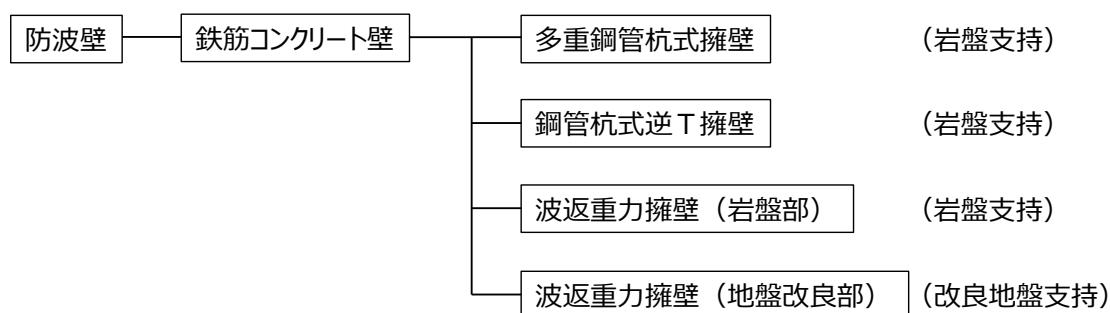 防波壁 鉄筋コンクリート壁 多重鋼管杭式擁壁 （岩盤支持）
鋼管杭式逆Ｔ擁壁 （岩盤支持）
波返重力擁壁（岩盤部） （岩盤支持）
波返重力擁壁（地盤改良部） （改良地盤支持）